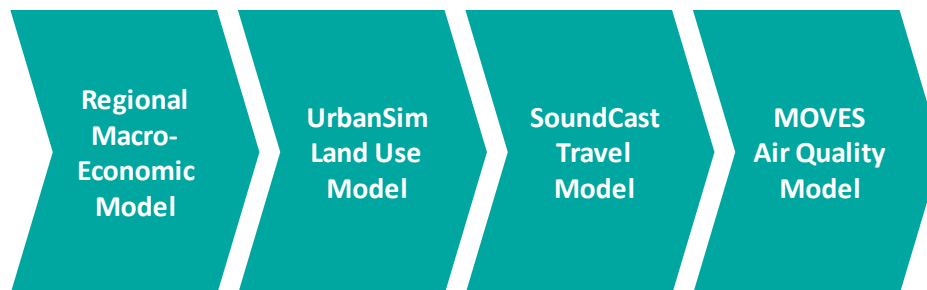 Regional
Macro-
Economic
Model
UrbanSim
Land Use
Model
SoundCast
Travel
Model
MOVES
Air Quality
Model